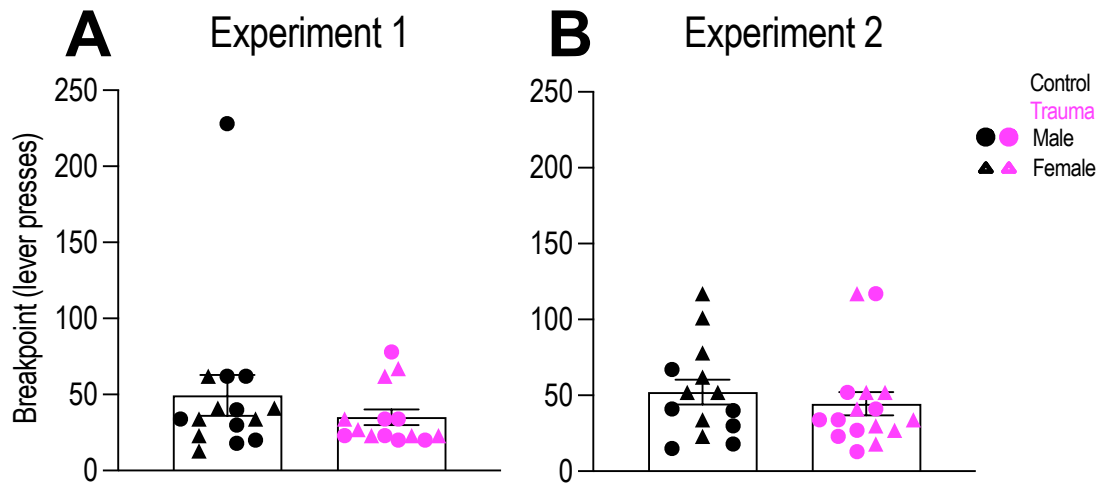 A
Experiment 1
Breakpoint (lever presses)
250
200
150
100
50
0
B
Experiment 2
250
200
150
100
50
0
Control
Trauma
Male
Female